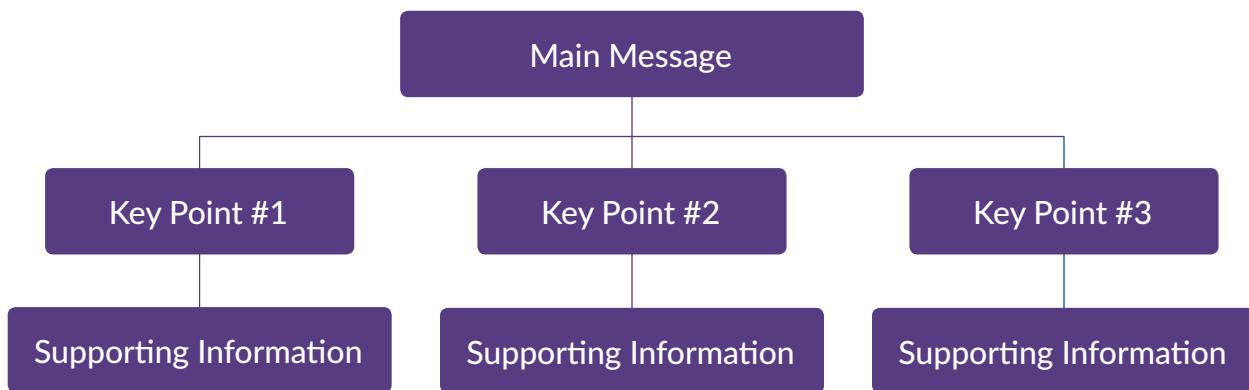 Main Message
Key Point #1
Key Point #2
Key Point #3
Supporting Information
Supporting Information
Supporting Information